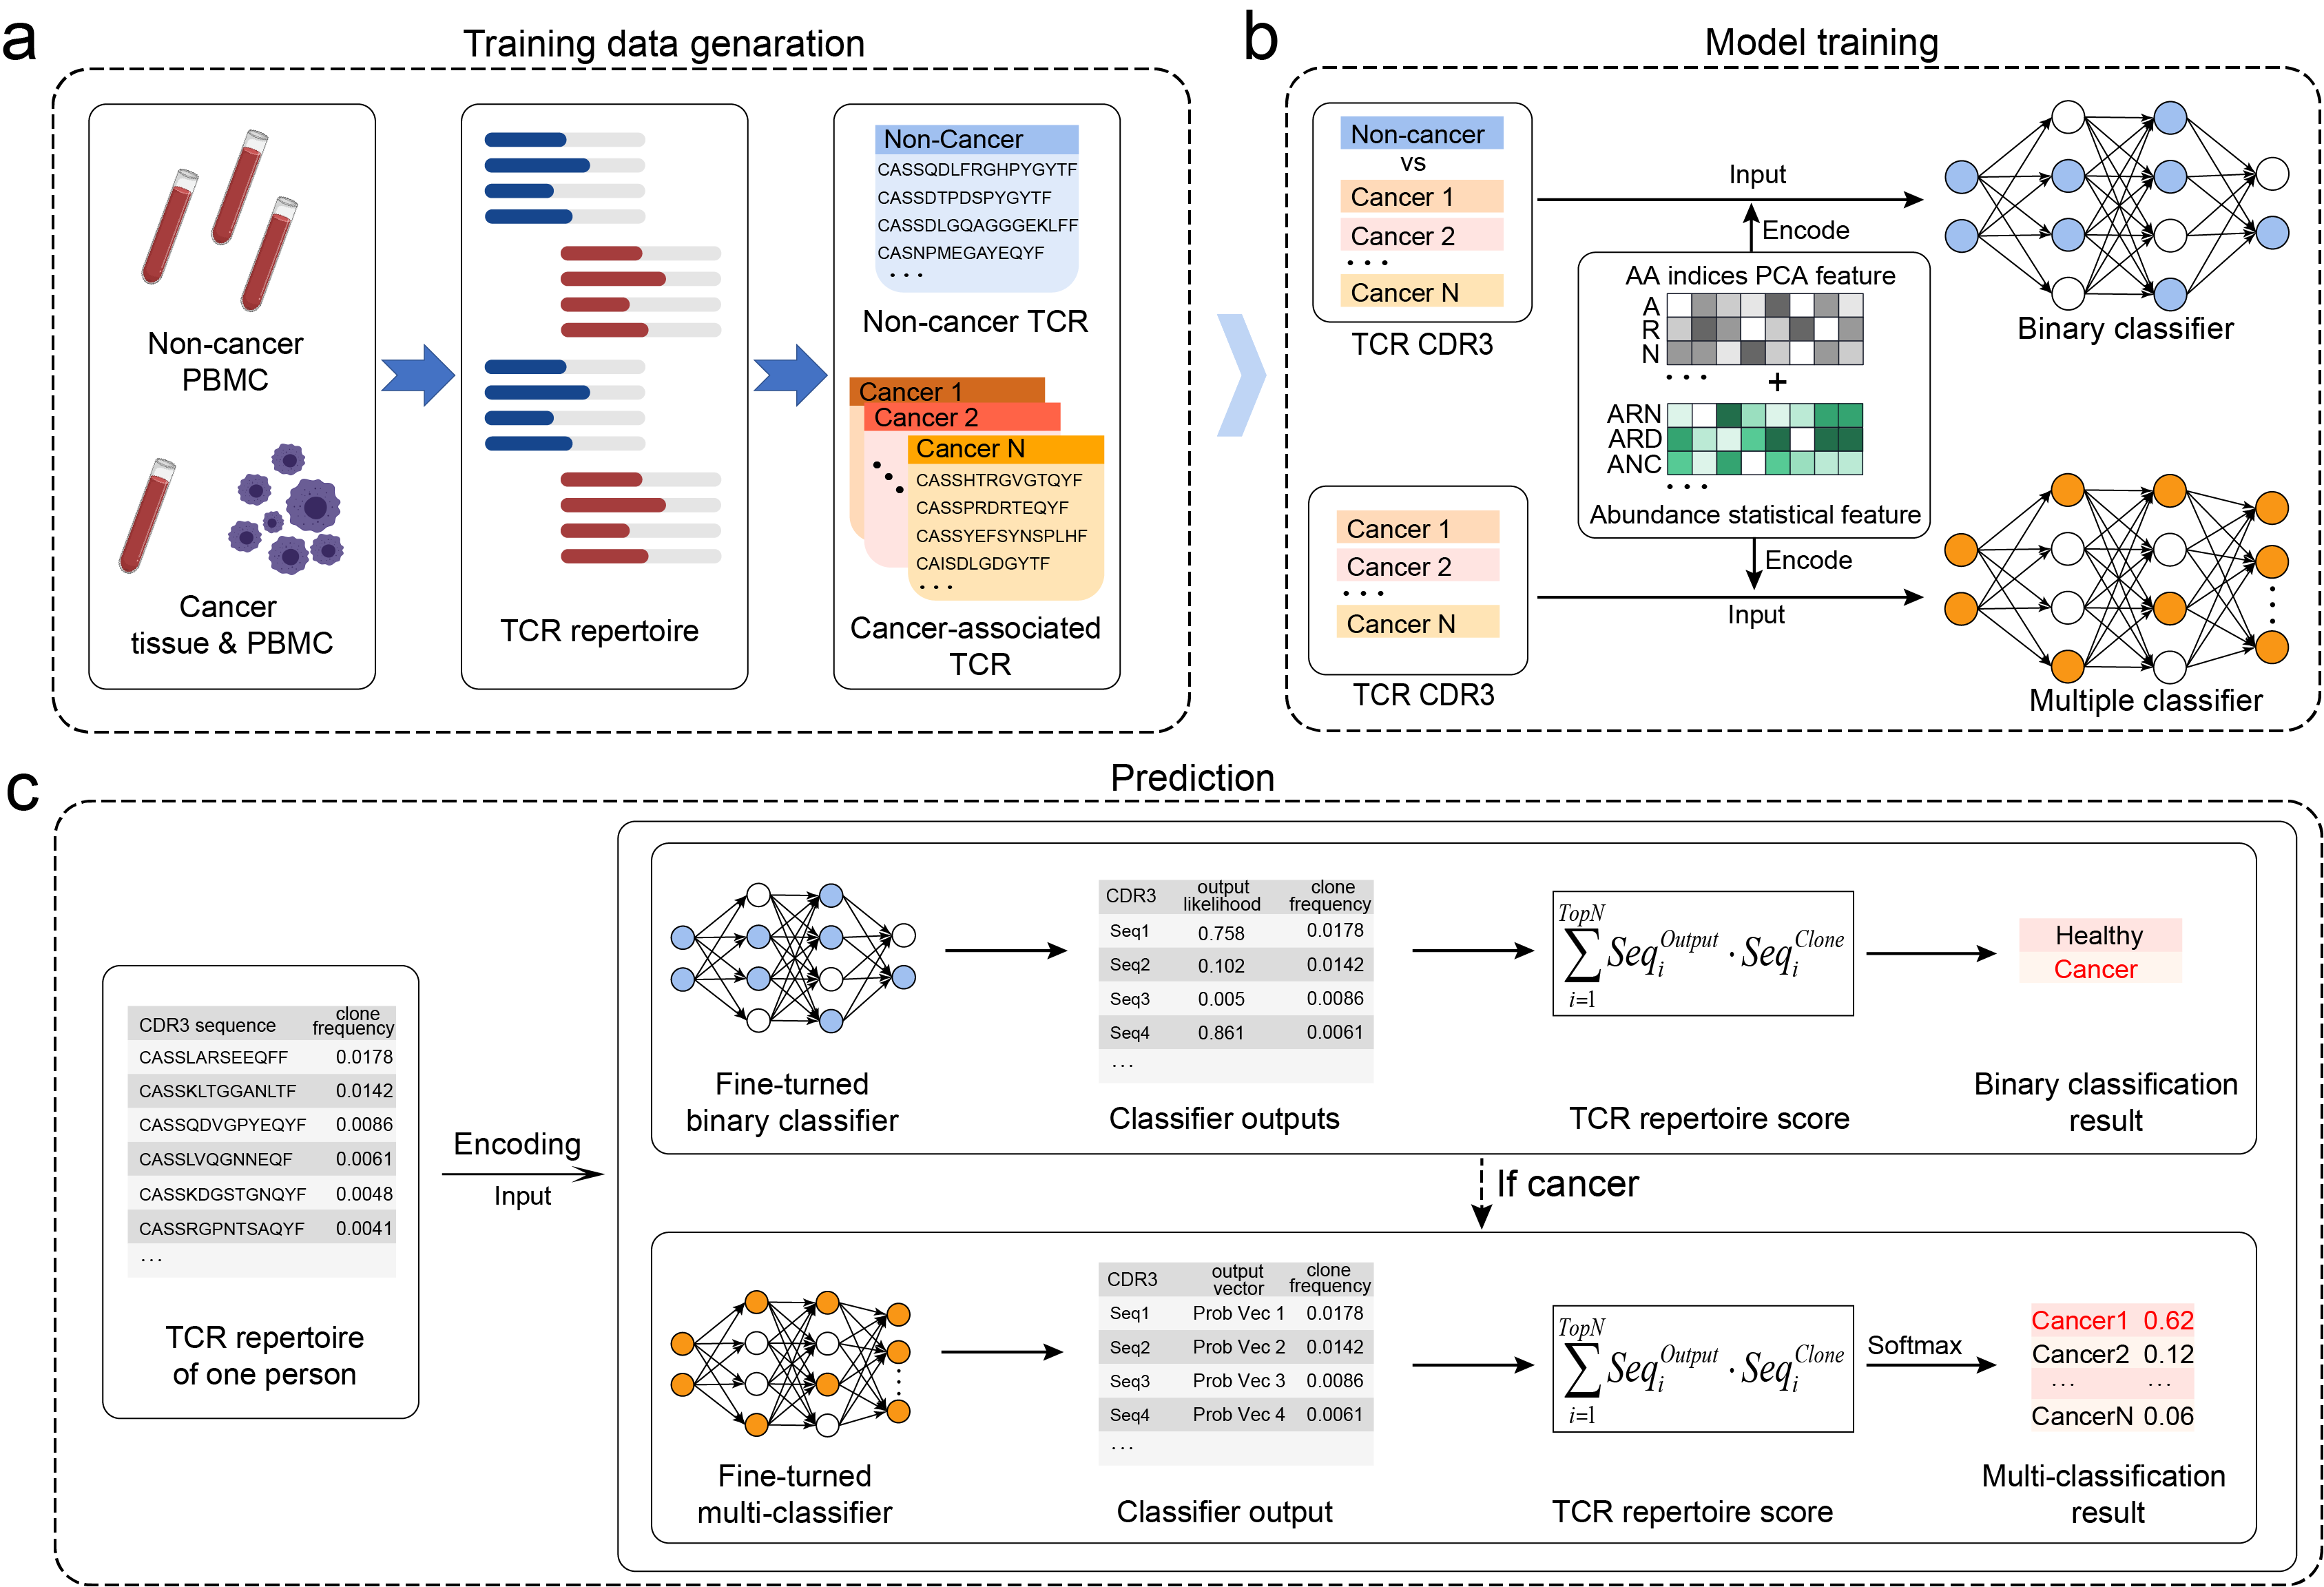 a
Training data genaration
Non-cancer
PBMC
Cancer
tissue & PBMC
TCR repertoire
Non-Cancer
CASSQDLFRGHPYGYTF
CASSDTPDSPYGYTF
CASSDLGQAGGGEKLFF
CASNPMEGAYEQYF
...
Non-cancer TCR
Cancer 1
Cancer 2
Cancer N
CASSHTRGVGTQYF
CASSPRDRTEQYF
CASSYEFSYNSPLHF
CAISDLGDGYTF
...
Cancer-associated
TCR
b
Model training
Non-cancer
vs
Cancer 1
Cancer 2
...
Cancer N
TCR CDR3
Input
Encode
AA indices PCA feature
A
R
N
...
+
ARN
ARD
ANC
...
Abundance statistical feature
Encode
Input
Cancer 1
Cancer 2
...
Cancer N
TCR CDR3
Binary classifier
Multiple classifier
c
Prediction
CDR3 sequence clone frequency
CASSLARSEEQFF 0.0178
CASSKLTGGANLTF 0.0142
CASSQDVGPYEQYF 0.0086
CASSLVQGNNEQF 0.0061
CASSKDGSTGNQYF 0.0048
CASSRGPNTSAQYF 0.0041
...
TCR repertoire
of one person
Encoding
Input
Fine-turned
binary classifier
CDR3 output likelihood clone frequency
Seq1 0.758 0.0178
Seq2 0.102 0.0142
Seq3 0.005 0.0086
Seq4 0.861 0.0061
...
Classifier outputs
TopN
∑ Seq_i^Output · Seq_i^Clone
i=1
TCR repertoire score
Healthy
Cancer
Binary classification
result
If cancer
Fine-turned
multi-classifier
CDR3 output vector clone frequency
Seq1 Prob Vec 1 0.0178
Seq2 Prob Vec 2 0.0142
Seq3 Prob Vec 3 0.0086
Seq4 Prob Vec 4 0.0061
...
Classifier output
TopN
∑ Seq_i^Output · Seq_i^Clone
i=1
TCR repertoire score
Softmax
Cancer1 0.62
Cancer2 0.12
... ...
CancerN 0.06
Multi-classification
result